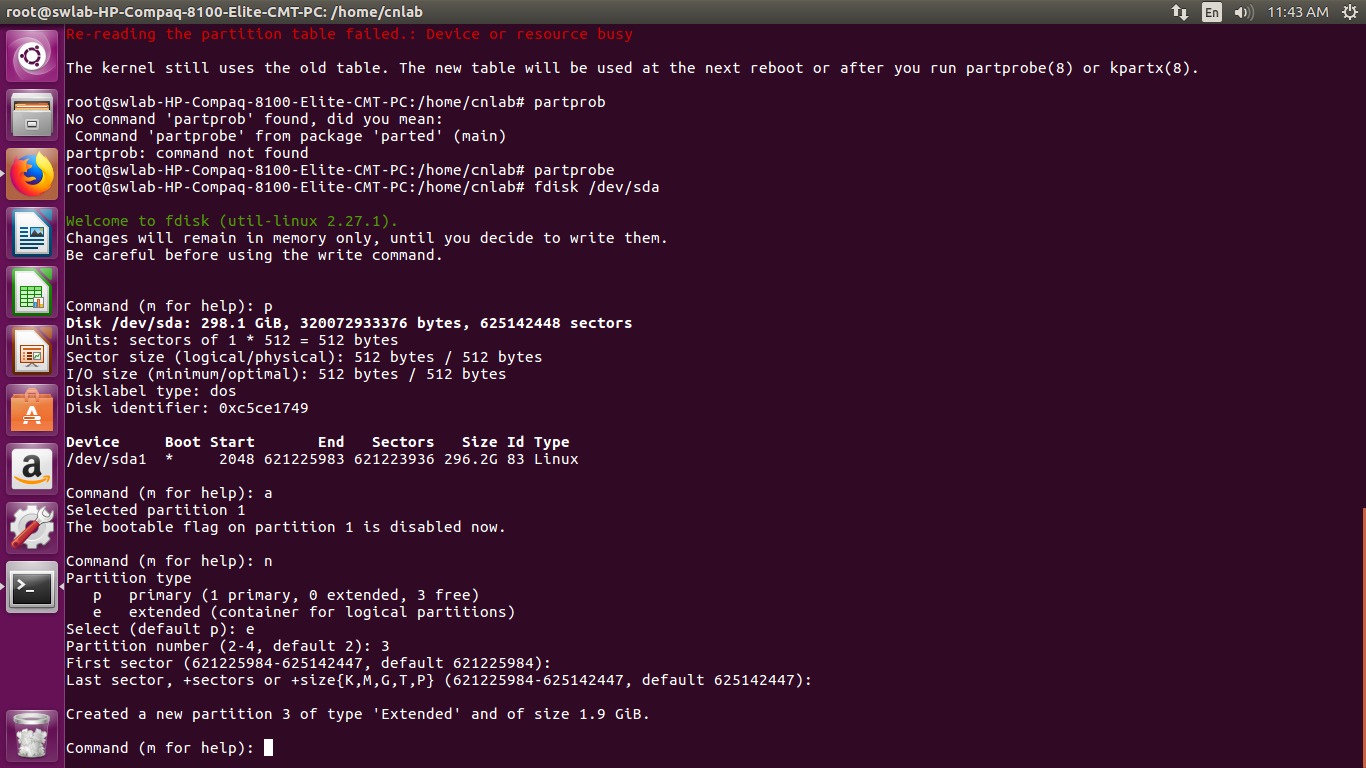 root@swlab-HP-Compaq-8100-Elite-CMT-PC: /home/cnlab
En
11:43 AM
Re-reading the partition table failed.: Device or resource busy
The kernel still uses the old table. The new table will be used at the next reboot or after you run partprobe(8) or kpartx(8).
root@swlab-HP-Compaq-8100-Elite-CMT-PC:/home/cnlab# partprob
No command 'partprob' found, did you mean:
 Command 'partprobe' from package 'parted' (main)
partprob: command not found
root@swlab-HP-Compaq-8100-Elite-CMT-PC:/home/cnlab# partprobe
root@swlab-HP-Compaq-8100-Elite-CMT-PC:/home/cnlab# fdisk /dev/sda
Welcome to fdisk (util-linux 2.27.1).
Changes will remain in memory only, until you decide to write them.
Be careful before using the write command.
Command (m for help): p
Disk /dev/sda: 298.1 GiB, 320072933376 bytes, 625142448 sectors
Units: sectors of 1 * 512 = 512 bytes
Sector size (logical/physical): 512 bytes / 512 bytes
I/O size (minimum/optimal): 512 bytes / 512 bytes
Disklabel type: dos
Disk identifier: 0xc5ce1749
Device     Boot Start       End   Sectors   Size Id Type
/dev/sda1  *     2048 621225983 621223936 296.2G 83 Linux
Command (m for help): a
Selected partition 1
The bootable flag on partition 1 is disabled now.
Command (m for help): n
Partition type
   p   primary (1 primary, 0 extended, 3 free)
   e   extended (container for logical partitions)
Select (default p): e
Partition number (2-4, default 2): 3
First sector (621225984-625142447, default 621225984):
Last sector, +sectors or +size{K,M,G,T,P} (621225984-625142447, default 625142447):
Created a new partition 3 of type 'Extended' and of size 1.9 GiB.
Command (m for help):